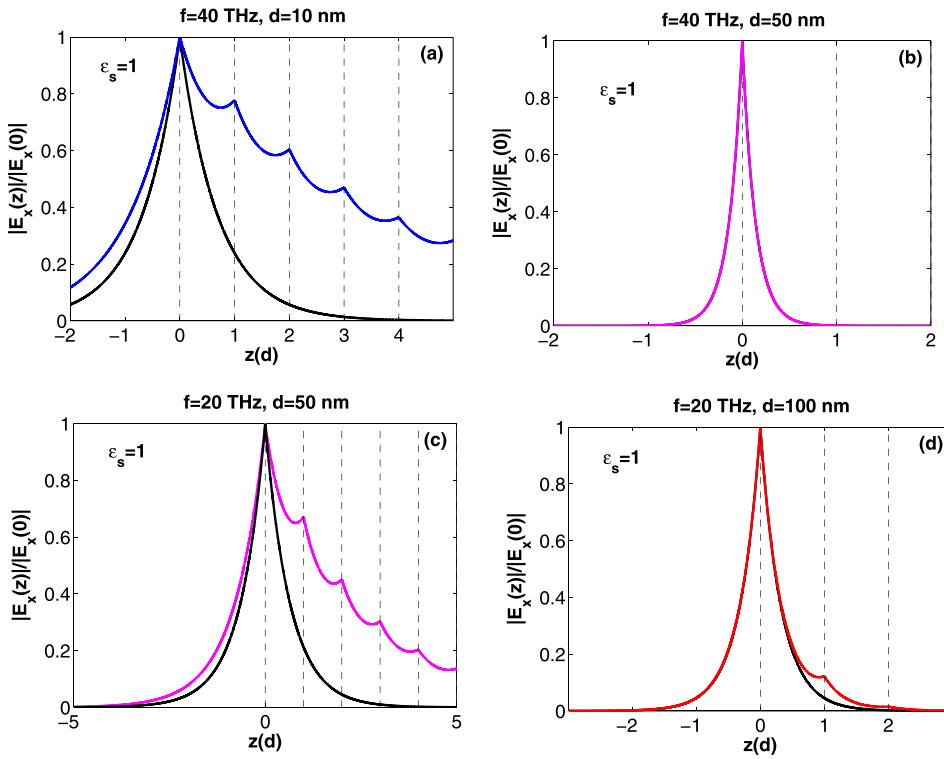 f=40 THz, d=10 nm
(a)
ε_s=1
|E_x(z)|/|E_x(0)|
1
0.8
0.6
0.4
0.2
0
−2 −1 0 1 2 3 4
z(d)
f=40 THz, d=50 nm
(b)
ε_s=1
|E_x(z)|/|E_x(0)|
1
0.8
0.6
0.4
0.2
0
−2 −1 0 1 2
z(d)
f=20 THz, d=50 nm
(c)
ε_s=1
|E_x(z)|/|E_x(0)|
1
0.8
0.6
0.4
0.2
0
−5 0 5
z(d)
f=20 THz, d=100 nm
(d)
ε_s=1
|E_x(z)|/|E_x(0)|
1
0.8
0.6
0.4
0.2
0
−2 −1 0 1 2
z(d)